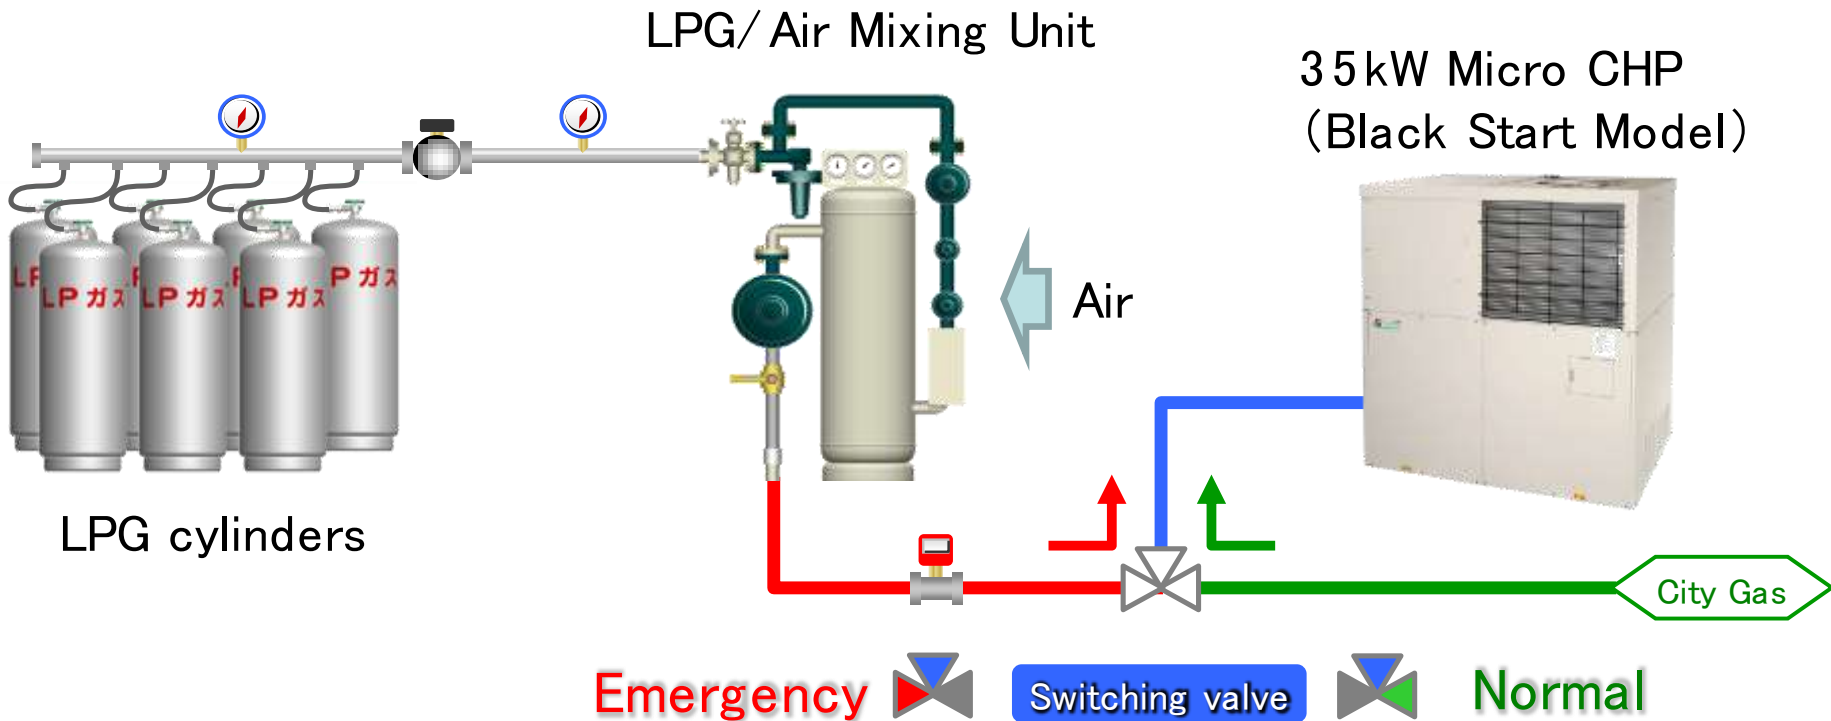 LPG/Air Mixing Unit
35kW Micro CHP
(Black Start Model)
LPガス
LPガス
LPガス
Pガス
Air
LPG cylinders
City Gas
Emergency
Switching valve
Normal